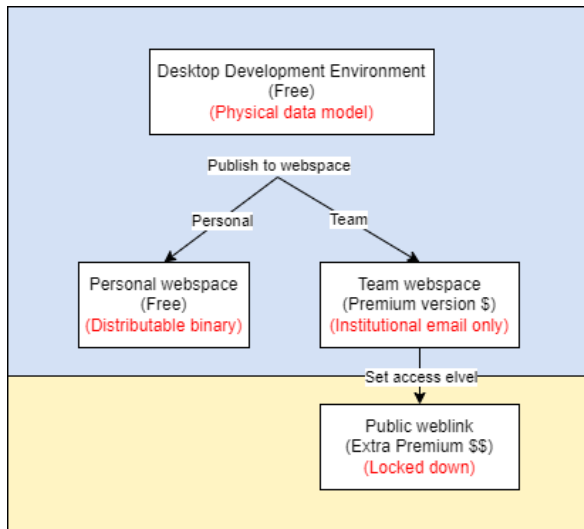 Desktop Development Environment
(Free)
(Physical data model)
Publish to webspace
Personal
Team
Personal webspace
(Free)
(Distributable binary)
Team webspace
(Premium version $)
(Institutional email only)
Set access elvel
Public weblink
(Extra Premium $$)
(Locked down)